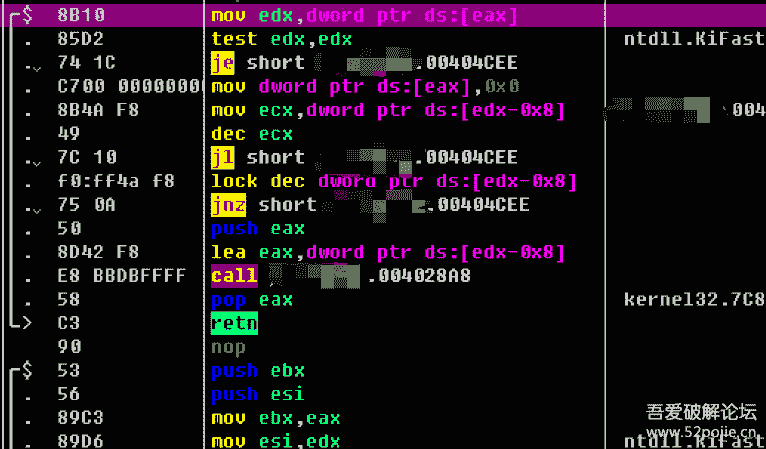 $ 8B10 mov edx,dword ptr ds:[eax]
. 85D2 test edx,edx ntdll.KiFast
. 74 1C je short .00404CEE
. C700 00000000 mov dword ptr ds:[eax],0x0
. 8B4A F8 mov ecx,dword ptr ds:[edx-0x8] .004
. 49 dec ecx
. 7C 10 jl short .00404CEE
. f0:ff4a f8 lock dec dword ptr ds:[edx-0x8]
. 75 0A jnz short .00404CEE
. 50 push eax
. 8D42 F8 lea eax,dword ptr ds:[edx-0x8]
. E8 BBDBFFFF call .004028A8
. 58 pop eax kernel32.7C8
> C3 retn
90 nop
$ 53 push ebx
. 56 push esi
. 89C3 mov ebx,eax
. 89D6 mov esi,edx ntdll.KiFast
吾爱破解论坛
www.52pojie.cn